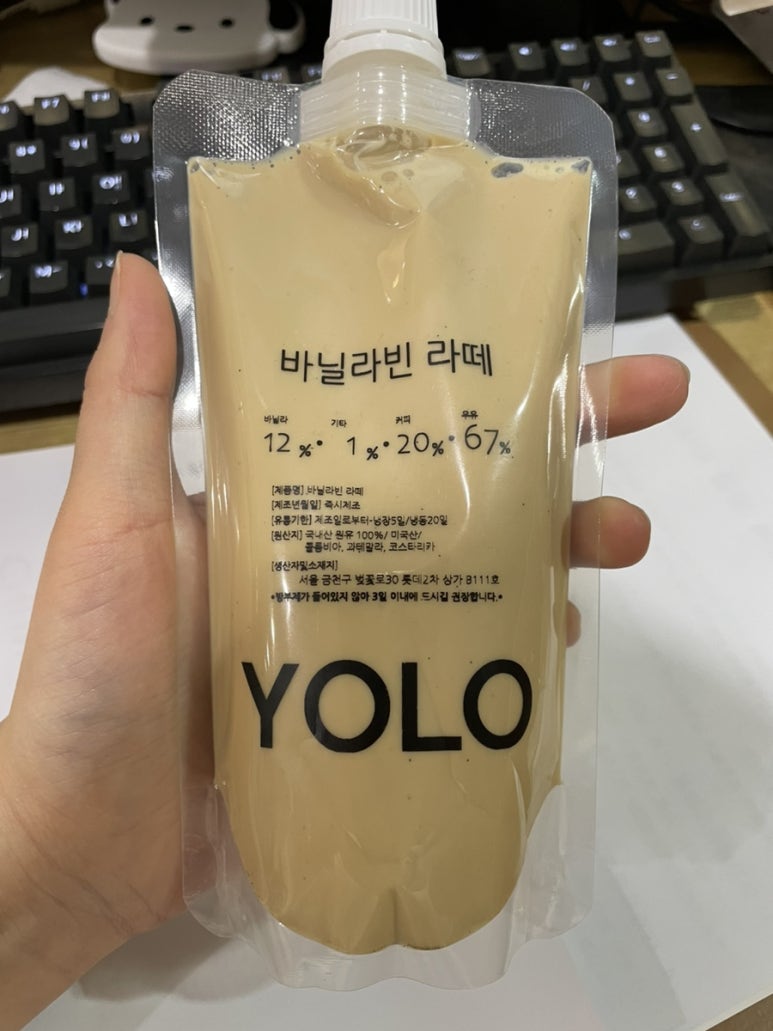 바닐라빈 라떼
바닐라 기타 커피 우유
12%• 1%•20%•67%
[제품명] 바닐라빈 라떼
[제조년월일] 즉시제조
[유통기한] 제조일로부터-냉장5일/냉동20일
[원산지] 국내산 원유 100%/ 미국산/
콜롬비아, 과테말라, 코스타리카
[생산자및소재지]
서울 금천구 벚꽃로30 롯데2차 상가 B111호
•방부제가 들어있지 않아 3일 이내에 드시길 권장합니다.•
YOLO